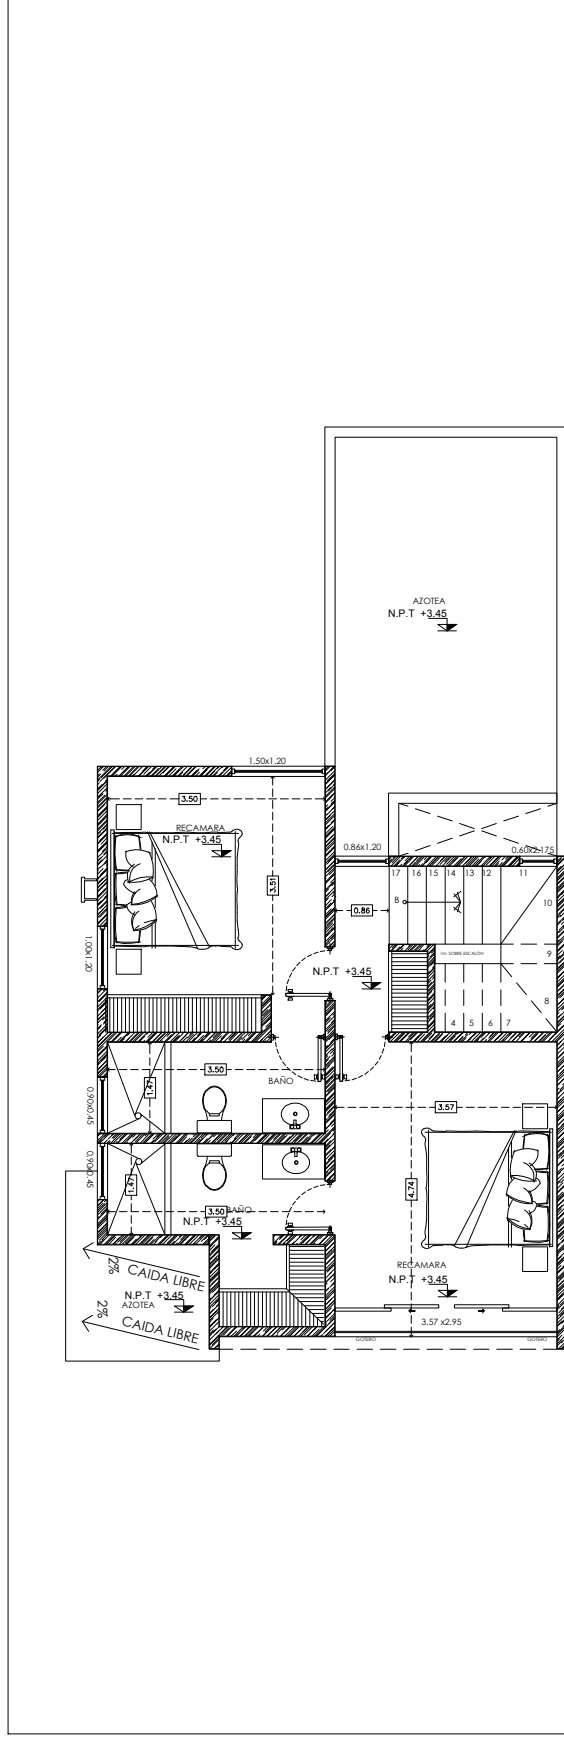 AZOTEA
N.P.T +3.45
1.50x1.20
3.50
RECAMARA
N.P.T +3.45
0.86x1.20
0.60x2.175
17 16 15 14 13 12 11
3.51
B
10
0.86
1.00x1.20
9
N.P.T +3.45
8
4 5 6 7
3.50
1.47
BAÑO
3.57
0.90x0.45
0.90x0.45
1.47
4.74
3.50
BAÑO
N.P.T +3.45
2% CAIDA LIBRE
RECAMARA
N.P.T +3.45
N.P.T +3.45
AZOTEA
2% CAIDA LIBRE
3.57 x2.95
GOTERO
GOTERO